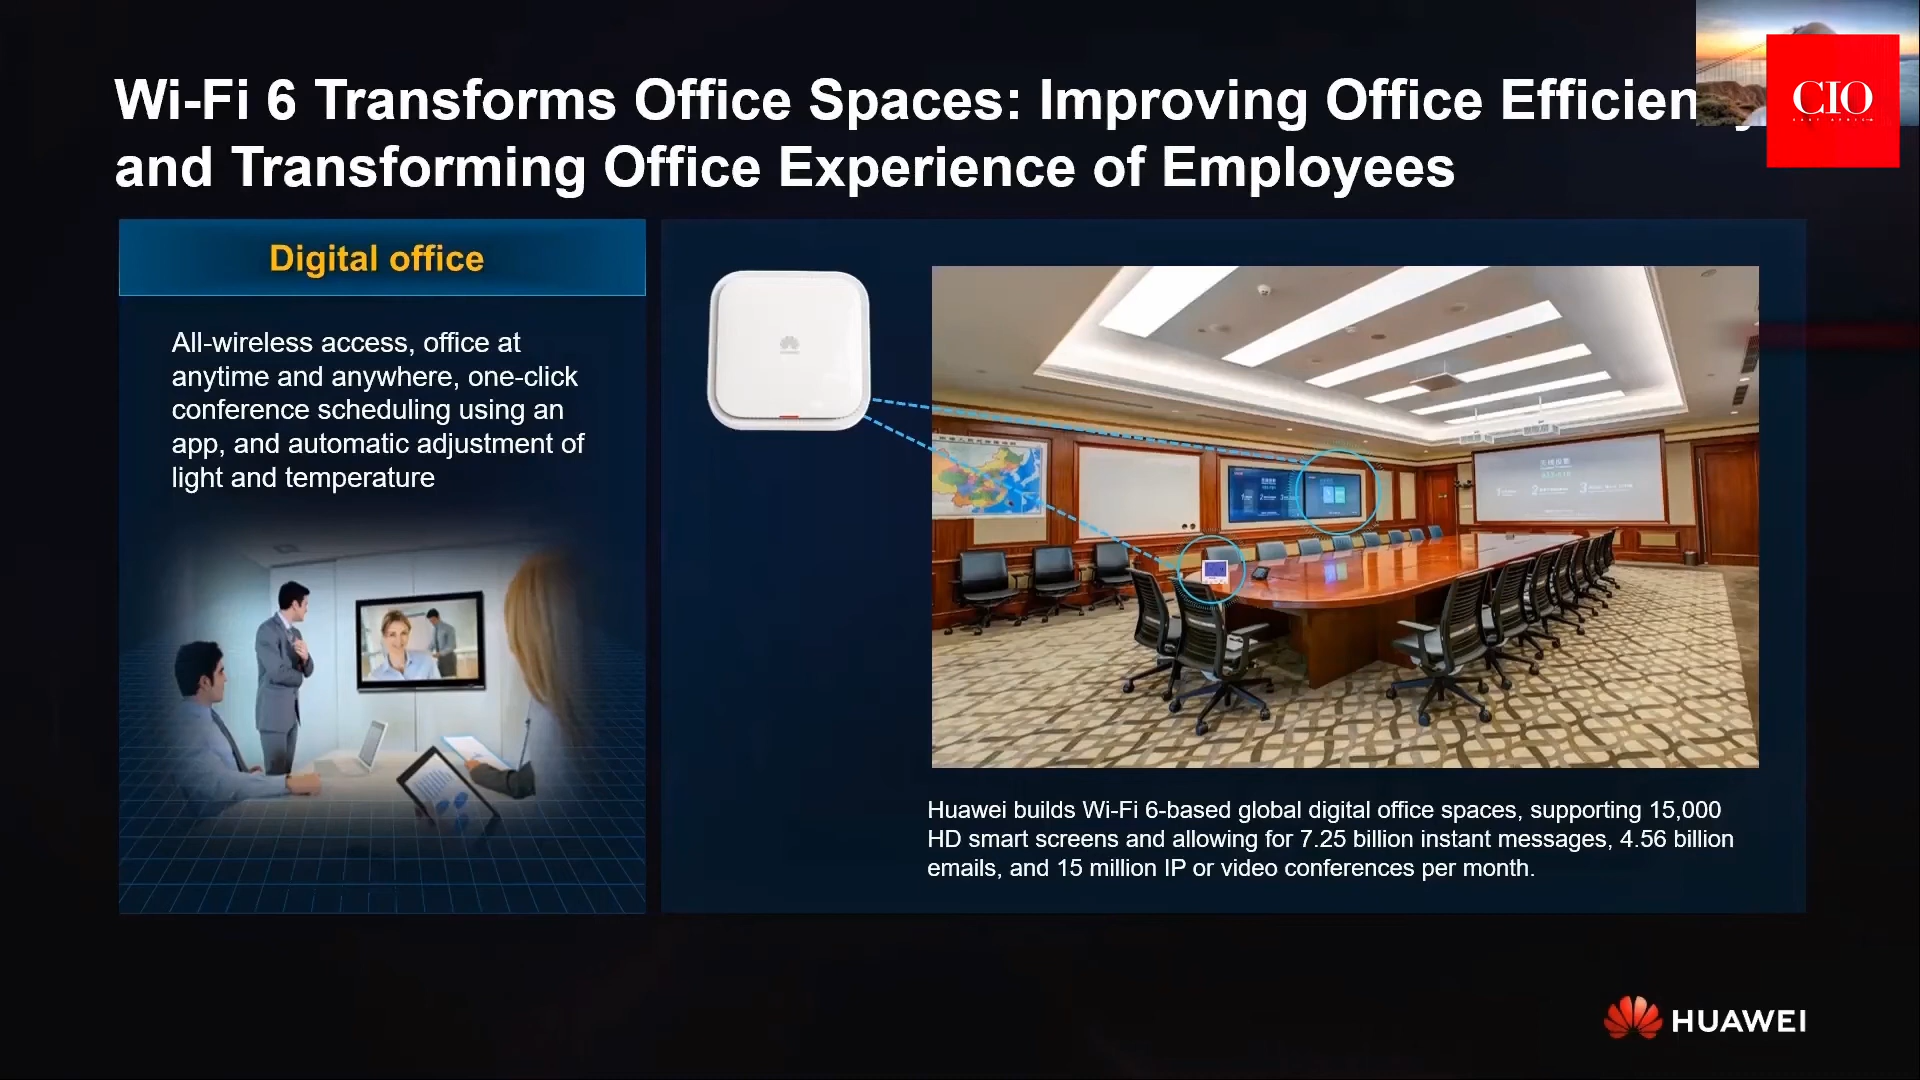 Wi-Fi 6 Transforms Office Spaces: Improving Office Efficien
and Transforming Office Experience of Employees
CIO
Digital office
All-wireless access, office at
anytime and anywhere, one-click
conference scheduling using an
app, and automatic adjustment of
light and temperature
Huawei builds Wi-Fi 6-based global digital office spaces, supporting 15,000
HD smart screens and allowing for 7.25 billion instant messages, 4.56 billion
emails, and 15 million IP or video conferences per month.
HUAWEI